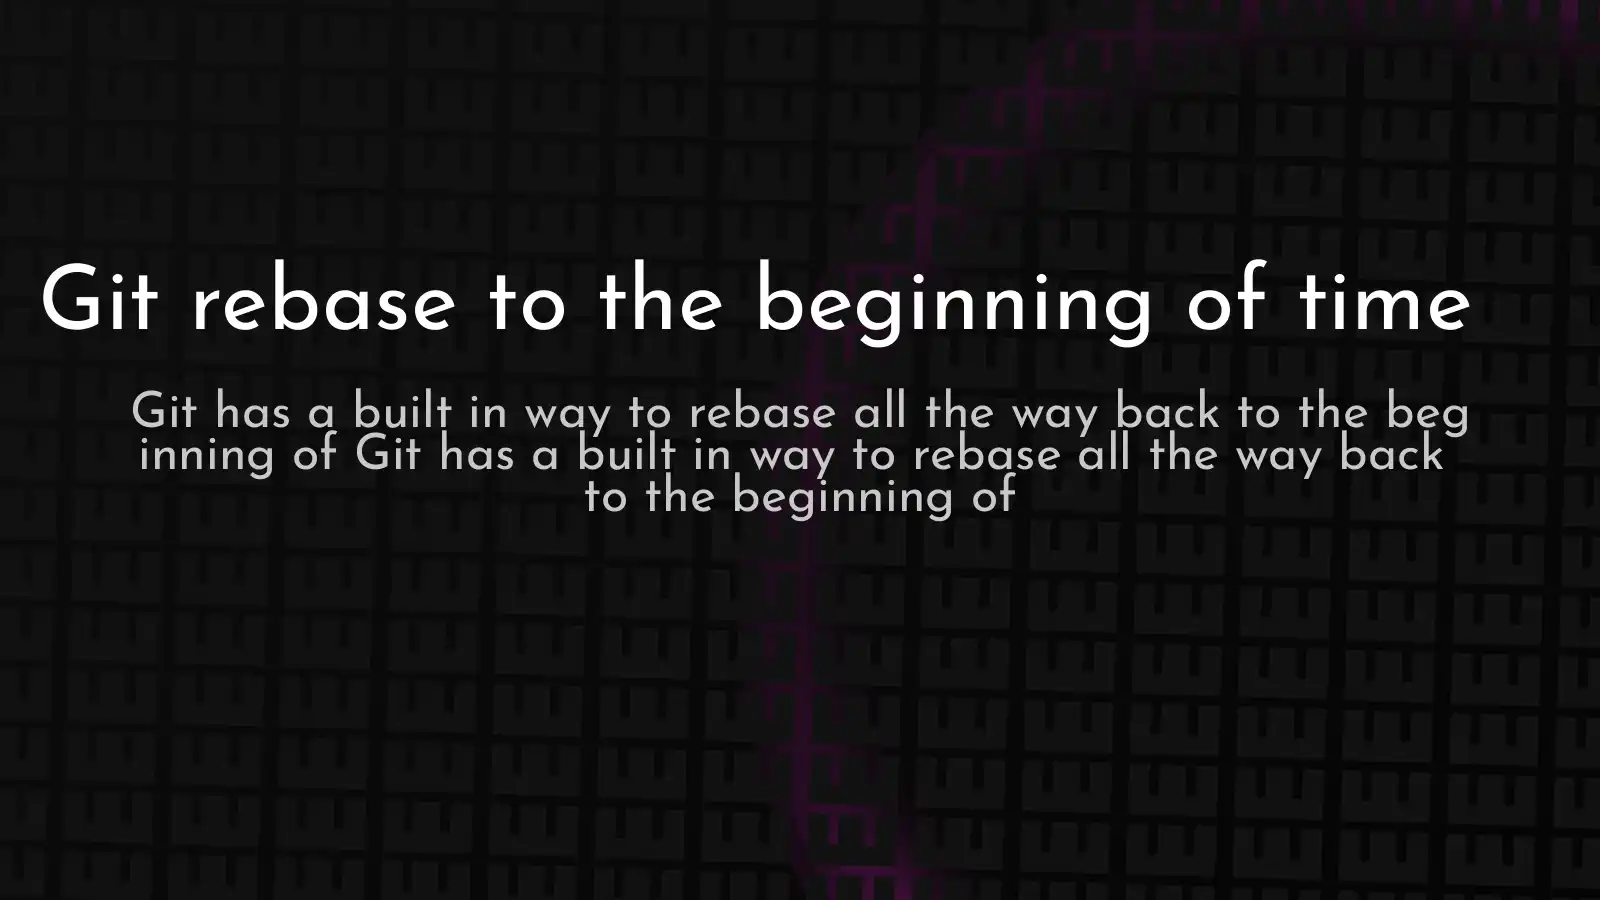 Git rebase to the beginning of time
Git has a built in way to rebase all the way back to the beg
inning of Git has a built in way to rebase all the way back
to the beginning of